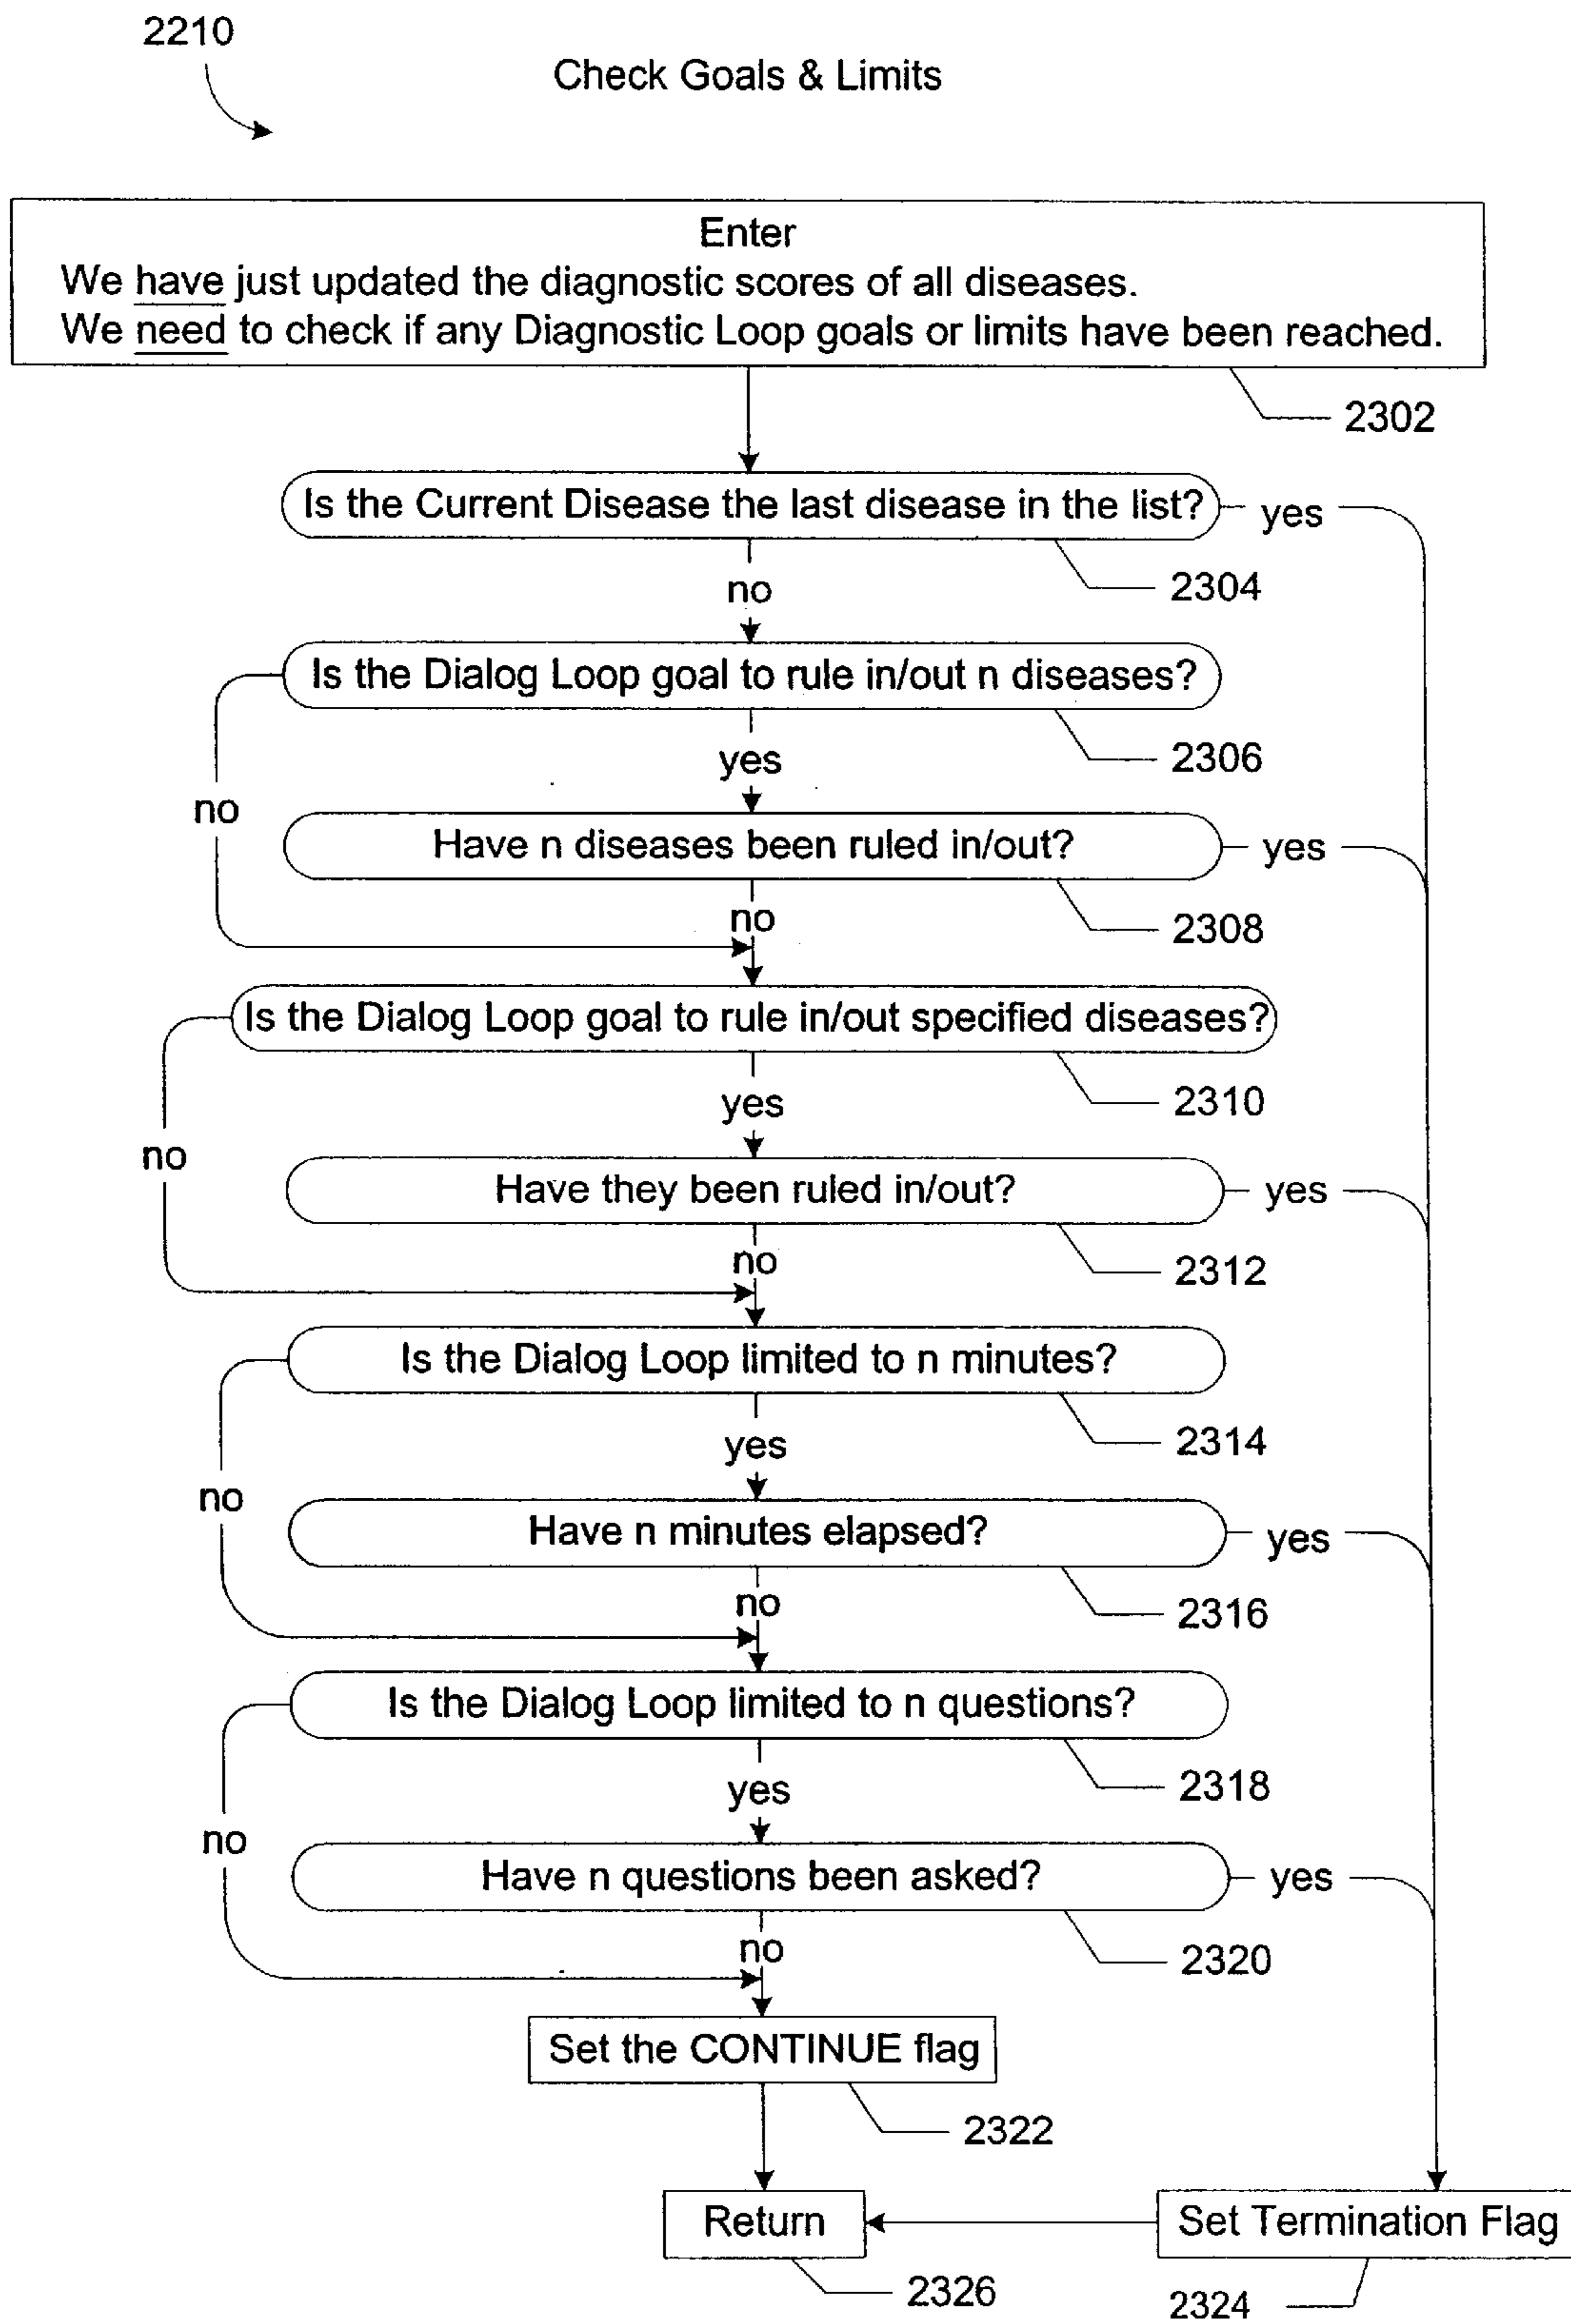 2210
Check Goals & Limits
Enter
We have just updated the diagnostic scores of all diseases.
We need to check if any Diagnostic Loop goals or limits have been reached.
2302
Is the Current Disease the last disease in the list?
yes
2304
no
Is the Dialog Loop goal to rule in/out n diseases?
2306
yes
no
Have n diseases been ruled in/out?
yes
2308
no
Is the Dialog Loop goal to rule in/out specified diseases?
2310
yes
no
Have they been ruled in/out?
yes
2312
no
Is the Dialog Loop limited to n minutes?
2314
yes
no
Have n minutes elapsed?
yes
2316
no
Is the Dialog Loop limited to n questions?
2318
yes
no
Have n questions been asked?
yes
2320
no
Set the CONTINUE flag
2322
Return
Set Termination Flag
2326
2324